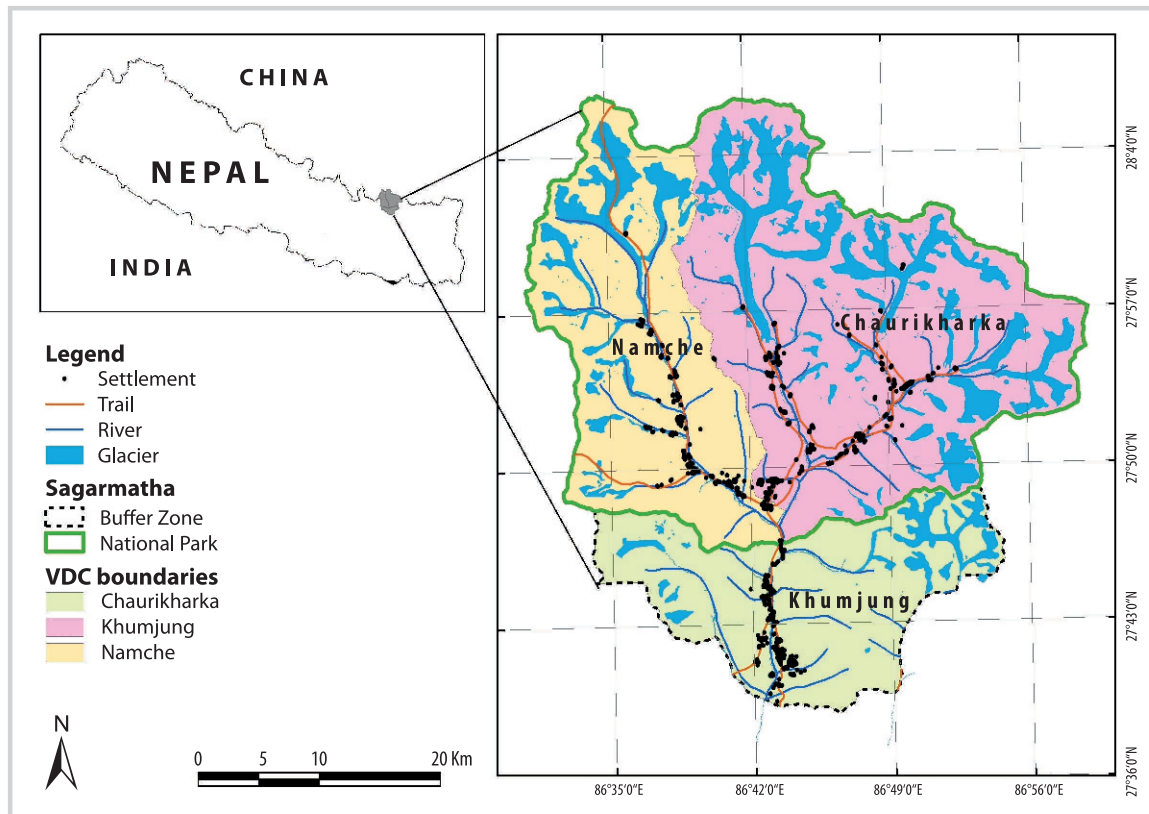 CHINA
NEPAL
INDIA
Legend
Settlement
Trail
River
Glacier
Sagarmatha
Buffer Zone
National Park
VDC boundaries
Chaurikharka
Khumjung
Namche
N
0 5 10 20 Km
Namche
Chaurikharka
Khumjung
28°4'0"N
27°57'0"N
27°50'0"N
27°43'0"N
27°36'0"N
86°35'0"E 86°42'0"E 86°49'0"E 86°56'0"E